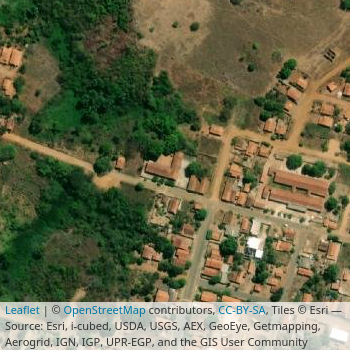 Leaflet | © OpenStreetMap contributors, CC-BY-SA, Tiles © Esri —
Source: Esri, i-cubed, USDA, USGS, AEX, GeoEye, Getmapping,
Aerogrid, IGN, IGP, UPR-EGP, and the GIS User Community